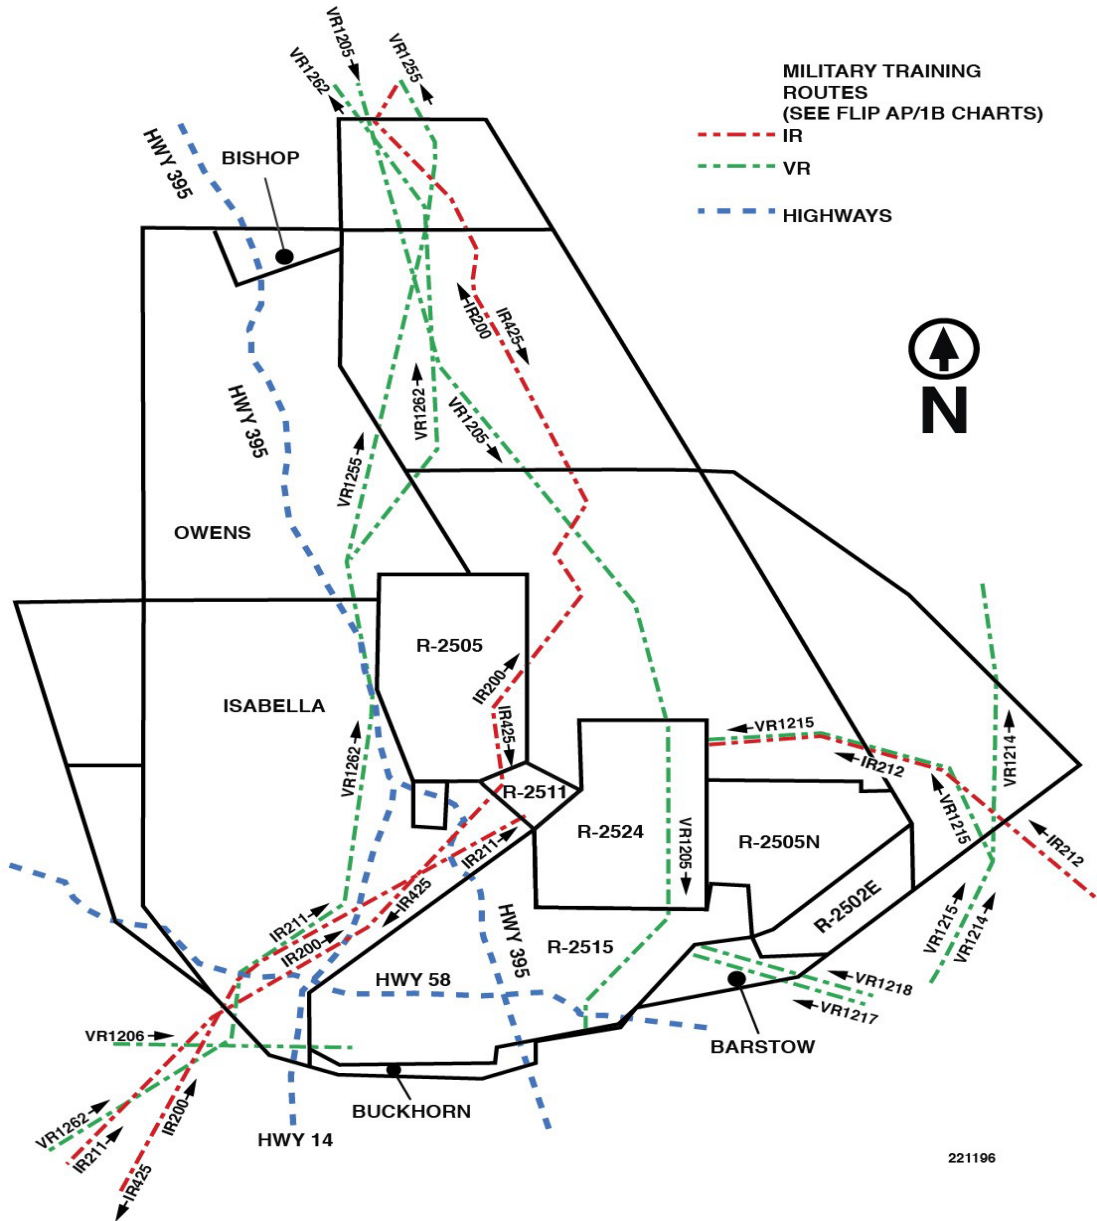 VR1205
VR1255
VR1262
MILITARY TRAINING
ROUTES
(SEE FLIP AP/1B CHARTS)
IR
VR
HIGHWAYS
HWY 395
BISHOP
N
IR200
IR425
HWY 395
VR1262
VR1205
VR1255
OWENS
R-2505
IR200
ISABELLA
IR425
VR1215
VR1214
VR1262
IR212
R-2511
R-2524
VR1205
VR1215
R-2505N
IR212
IR211
IR425
R-2502E
IR211
IR200
HWY 395
R-2515
VR1215
VR1214
HWY 58
VR1218
VR1217
VR1206
BARSTOW
VR1262
IR211
IR200
IR425
BUCKHORN
HWY 14
221196